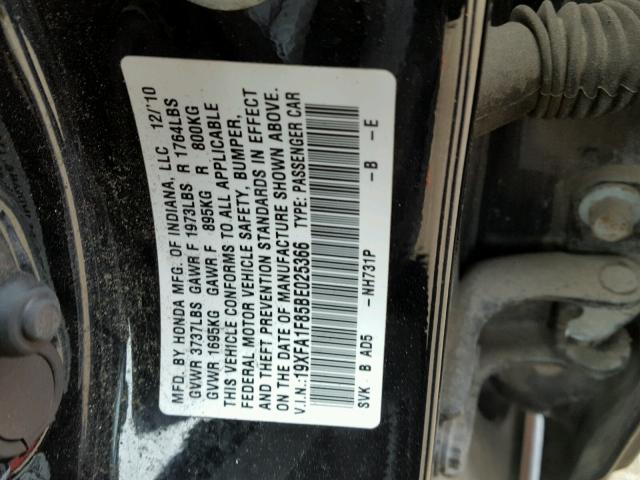 MFD. BY HONDA MFG. OF INDIANA, LLC 12/'10
GVWR 3737LBS GAWR F 1973LBS R 1764LBS
GVWR 1695KG GAWR F 895KG R 800KG
THIS VEHICLE CONFORMS TO ALL APPLICABLE
FEDERAL MOTOR VEHICLE SAFETY, BUMPER,
AND THEFT PREVENTION STANDARDS IN EFFECT
ON THE DATE OF MANUFACTURE SHOWN ABOVE.
V.I.N.:19XFA1F85BE025366 TYPE: PASSENGER CAR
-NH731P -B -E
SVK B AD5